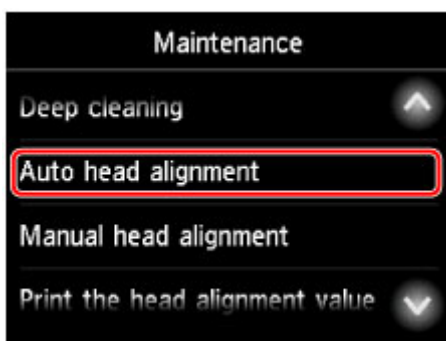 Maintenance
Deep cleaning
Auto head alignment
Manual head alignment
Print the head alignment value